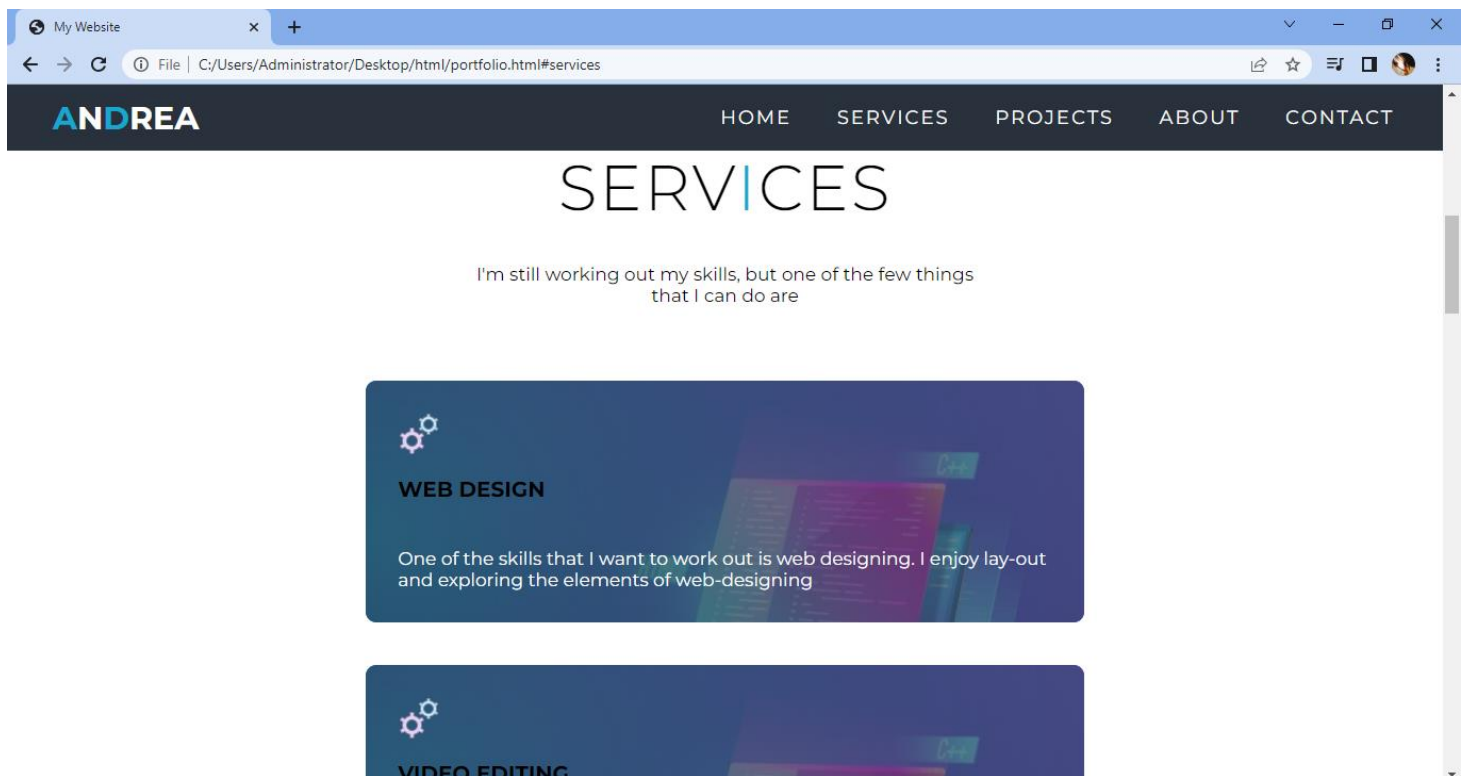 My Website
File | C:/Users/Administrator/Desktop/html/portfolio.html#services
ANDREA
HOME SERVICES PROJECTS ABOUT CONTACT
SERVICES
I'm still working out my skills, but one of the few things
that I can do are
C++
WEB DESIGN
One of the skills that I want to work out is web designing. I enjoy lay-out
and exploring the elements of web-designing
C++
VIDEO EDITING